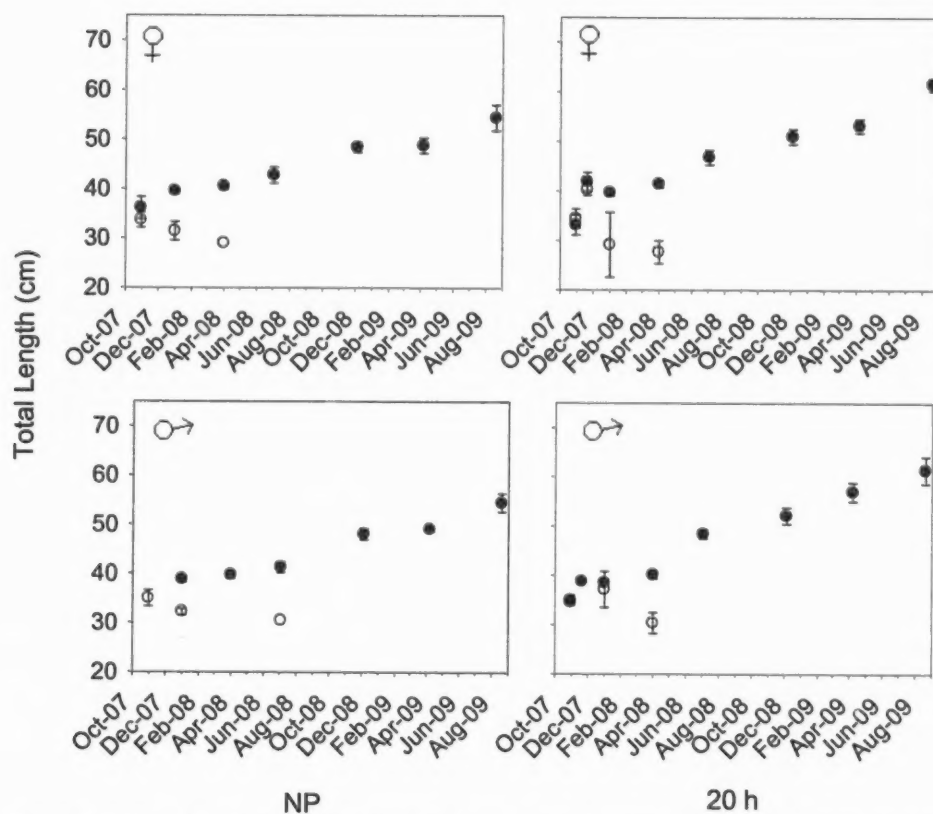 Total Length (cm)
70
60
50
40
30
20
♀
Oct-07
Dec-07
Feb-08
Apr-08
Jun-08
Aug-08
Oct-08
Dec-08
Feb-09
Apr-09
Jun-09
Aug-09
♀
Oct-07
Dec-07
Feb-08
Apr-08
Jun-08
Aug-08
Oct-08
Dec-08
Feb-09
Apr-09
Jun-09
Aug-09
70
60
50
40
30
20
♂
Oct-07
Dec-07
Feb-08
Apr-08
Jun-08
Aug-08
Oct-08
Dec-08
Feb-09
Apr-09
Jun-09
Aug-09
♂
Oct-07
Dec-07
Feb-08
Apr-08
Jun-08
Aug-08
Oct-08
Dec-08
Feb-09
Apr-09
Jun-09
Aug-09
NP
20 h